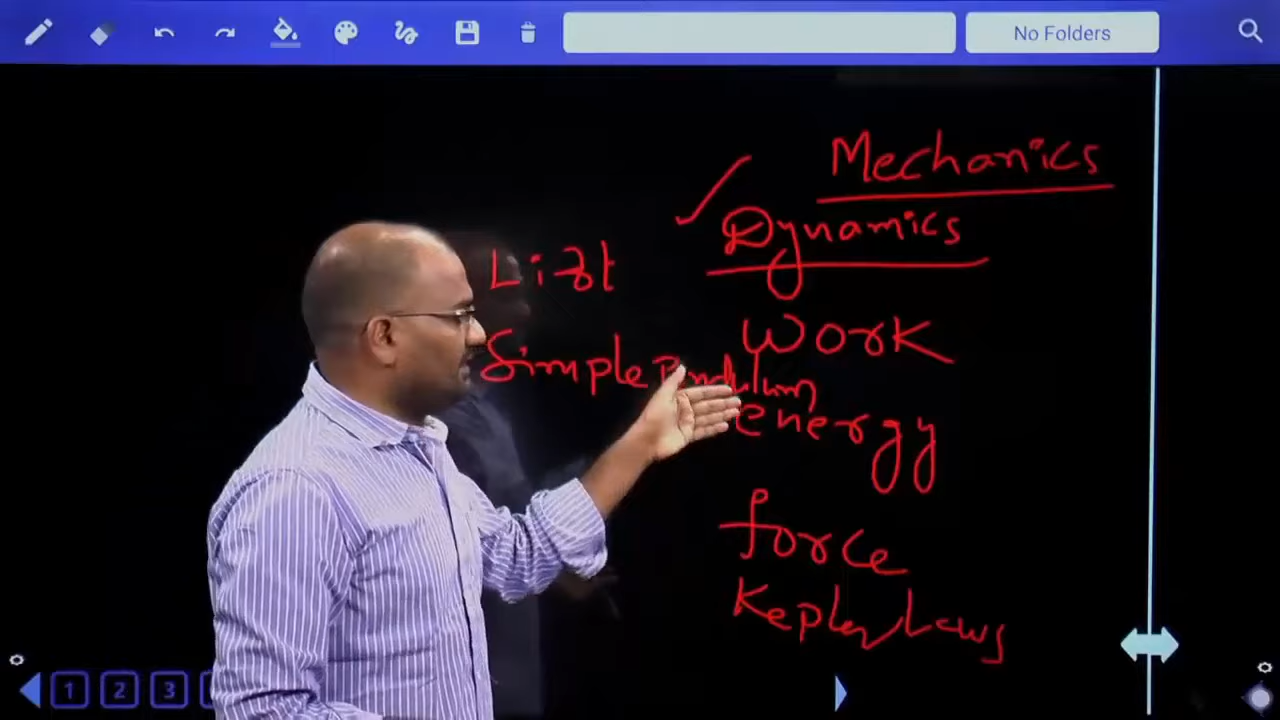 No Folders
Mechanics
Dynamics
Lift
Work
Simple Pendulum
energy
force
Kepler Laws
1 2 3